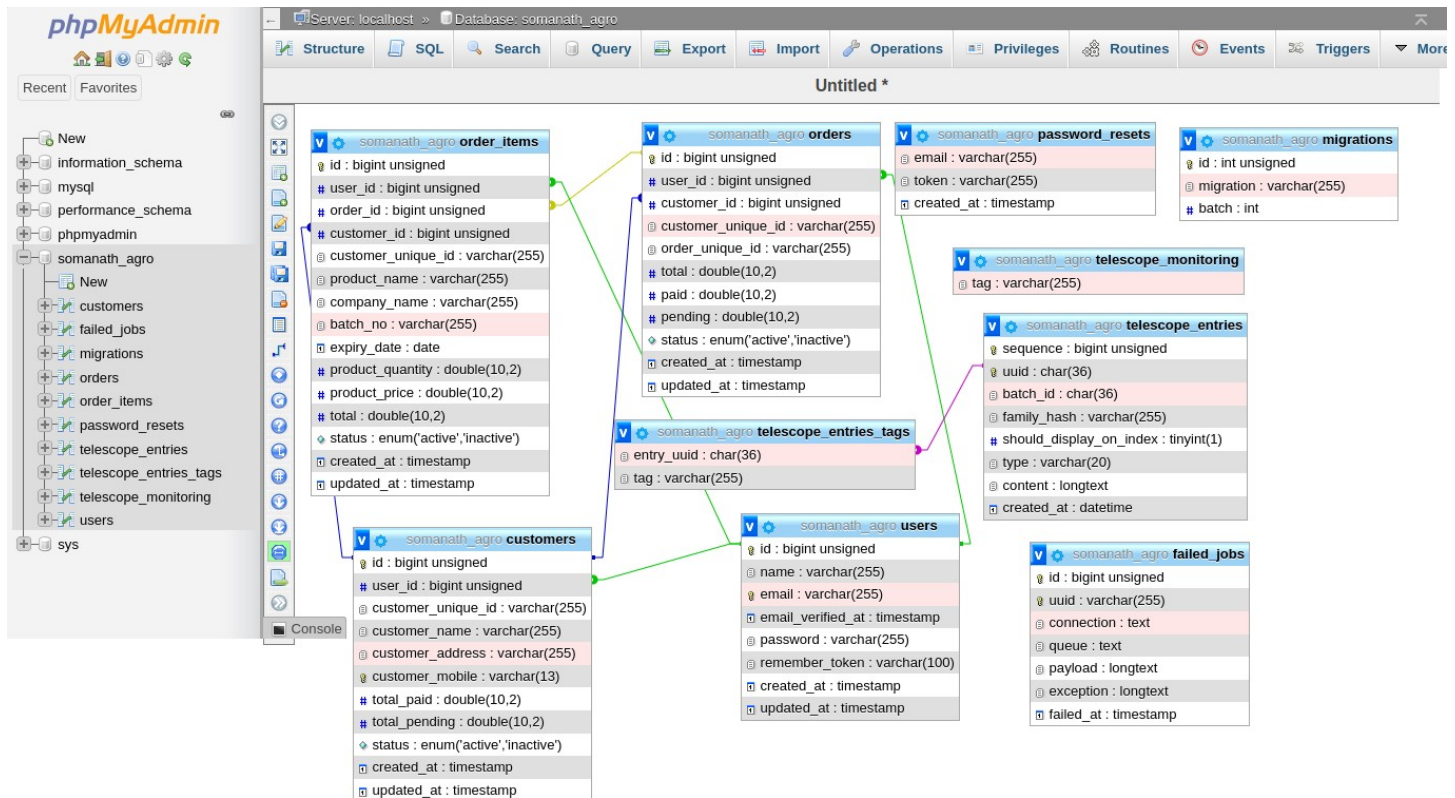 phpMyAdmin
Recent Favorites
New
information_schema
mysql
performance_schema
phpmyadmin
somanath_agro
New
customers
failed_jobs
migrations
orders
order_items
password_resets
telescope_entries
telescope_entries_tags
telescope_monitoring
users
sys
Server: localhost » Database: somanath_agro
Structure SQL Search Query Export Import Operations Privileges Routines Events Triggers More
Untitled *
Console
somanath_agro order_items
id : bigint unsigned
user_id : bigint unsigned
order_id : bigint unsigned
customer_id : bigint unsigned
customer_unique_id : varchar(255)
product_name : varchar(255)
company_name : varchar(255)
batch_no : varchar(255)
expiry_date : date
product_quantity : double(10,2)
product_price : double(10,2)
total : double(10,2)
status : enum('active','inactive')
created_at : timestamp
updated_at : timestamp
somanath_agro orders
id : bigint unsigned
user_id : bigint unsigned
customer_id : bigint unsigned
customer_unique_id : varchar(255)
order_unique_id : varchar(255)
total : double(10,2)
paid : double(10,2)
pending : double(10,2)
status : enum('active','inactive')
created_at : timestamp
updated_at : timestamp
somanath_agro password_resets
email : varchar(255)
token : varchar(255)
created_at : timestamp
somanath_agro migrations
id : int unsigned
migration : varchar(255)
batch : int
somanath_agro telescope_monitoring
tag : varchar(255)
somanath_agro telescope_entries
sequence : bigint unsigned
uuid : char(36)
batch_id : char(36)
family_hash : varchar(255)
should_display_on_index : tinyint(1)
type : varchar(20)
content : longtext
created_at : datetime
somanath_agro telescope_entries_tags
entry_uuid : char(36)
tag : varchar(255)
somanath_agro customers
id : bigint unsigned
user_id : bigint unsigned
customer_unique_id : varchar(255)
customer_name : varchar(255)
customer_address : varchar(255)
customer_mobile : varchar(13)
total_paid : double(10,2)
total_pending : double(10,2)
status : enum('active','inactive')
created_at : timestamp
updated_at : timestamp
somanath_agro users
id : bigint unsigned
name : varchar(255)
email : varchar(255)
email_verified_at : timestamp
password : varchar(255)
remember_token : varchar(100)
created_at : timestamp
updated_at : timestamp
somanath_agro failed_jobs
id : bigint unsigned
uuid : varchar(255)
connection : text
queue : text
payload : longtext
exception : longtext
failed_at : timestamp